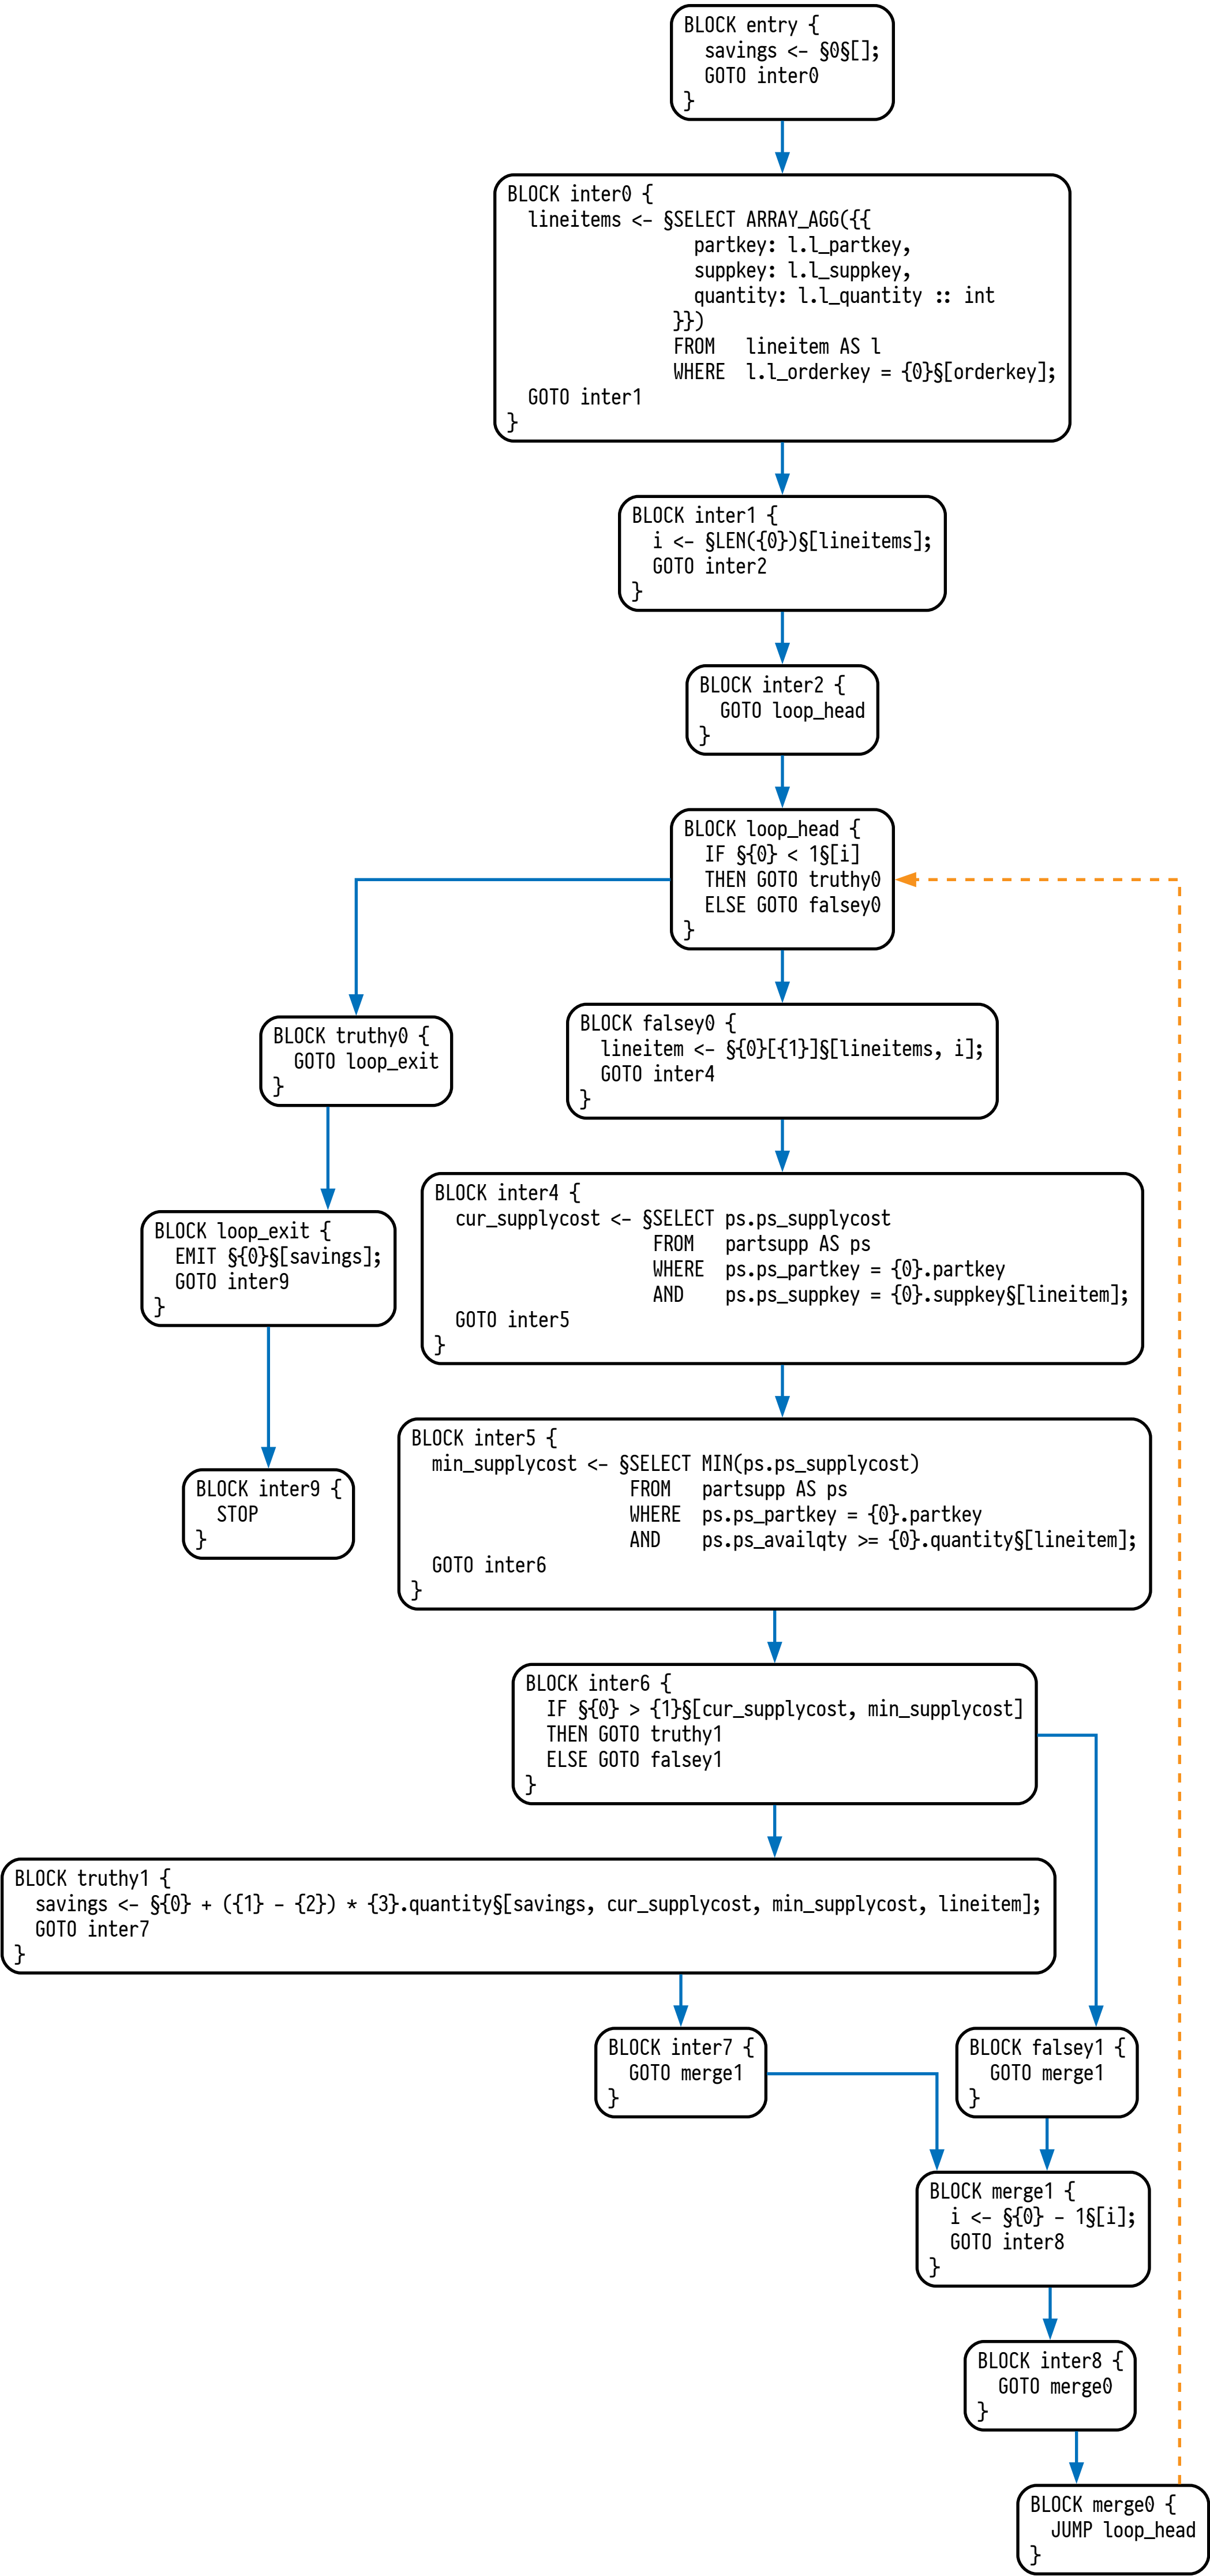 BLOCK entry {
  savings <- §0§[];
  GOTO inter0
}
BLOCK inter0 {
  lineitems <- §SELECT ARRAY_AGG({{
                  partkey: l.l_partkey,
                  suppkey: l.l_suppkey,
                  quantity: l.l_quantity :: int
                }})
                FROM   lineitem AS l
                WHERE  l.l_orderkey = {0}§[orderkey];
  GOTO inter1
}
BLOCK inter1 {
  i <- §LEN({0})§[lineitems];
  GOTO inter2
}
BLOCK inter2 {
  GOTO loop_head
}
BLOCK loop_head {
  IF §{0} < 1§[i]
  THEN GOTO truthy0
  ELSE GOTO falsey0
}
BLOCK truthy0 {
  GOTO loop_exit
}
BLOCK falsey0 {
  lineitem <- §{0}[{1}]§[lineitems, i];
  GOTO inter4
}
BLOCK loop_exit {
  EMIT §{0}§[savings];
  GOTO inter9
}
BLOCK inter4 {
  cur_supplycost <- §SELECT ps.ps_supplycost
                     FROM   partsupp AS ps
                     WHERE  ps.ps_partkey = {0}.partkey
                     AND    ps.ps_suppkey = {0}.suppkey§[lineitem];
  GOTO inter5
}
BLOCK inter9 {
  STOP
}
BLOCK inter5 {
  min_supplycost <- §SELECT MIN(ps.ps_supplycost)
                     FROM   partsupp AS ps
                     WHERE  ps.ps_partkey = {0}.partkey
                     AND    ps.ps_availqty >= {0}.quantity§[lineitem];
  GOTO inter6
}
BLOCK inter6 {
  IF §{0} > {1}§[cur_supplycost, min_supplycost]
  THEN GOTO truthy1
  ELSE GOTO falsey1
}
BLOCK truthy1 {
  savings <- §{0} + ({1} - {2}) * {3}.quantity§[savings, cur_supplycost, min_supplycost, lineitem];
  GOTO inter7
}
BLOCK inter7 {
  GOTO merge1
}
BLOCK falsey1 {
  GOTO merge1
}
BLOCK merge1 {
  i <- §{0} - 1§[i];
  GOTO inter8
}
BLOCK inter8 {
  GOTO merge0
}
BLOCK merge0 {
  JUMP loop_head
}